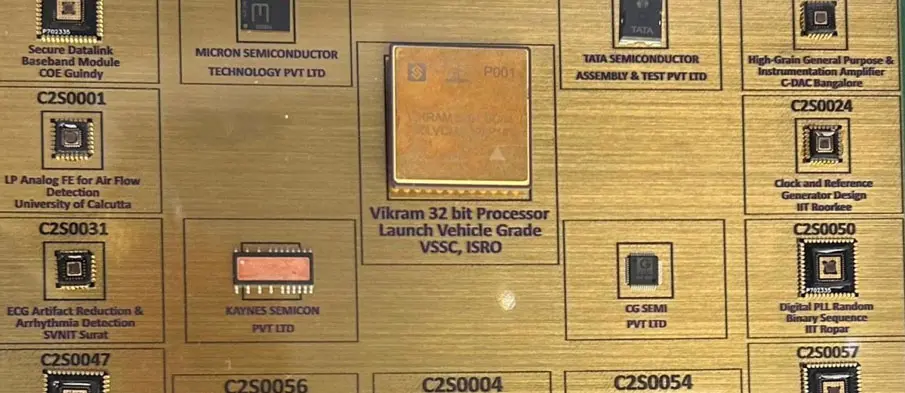 P702335
Secure Datalink
Baseband Module
COE Guindy
MICRON SEMICONDUCTOR
TECHNOLOGY PVT LTD
P001
Vikram 32 bit Processor
Launch Vehicle Grade
VSSC, ISRO
TATA
TATA SEMICONDUCTOR
ASSEMBLY & TEST PVT LTD
High-Grain General Purpose &
Instrumentation Amplifier
C-DAC Bangalore
C2S0001
LP Analog FE for Air Flow
Detection
University of Calcutta
C2S0024
Clock and Reference
Generator Design
IIT Roorkee
C2S0031
ECG Artifact Reduction &
Arrhythmia Detection
SVNIT Surat
KAYNES SEMICON
PVT LTD
CG SEMI
PVT LTD
C2S0050
P702335
Digital PLL Random
Binary Sequence
IIT Ropar
C2S0047
C2S0056
C2S0004
C2S0054
C2S0057